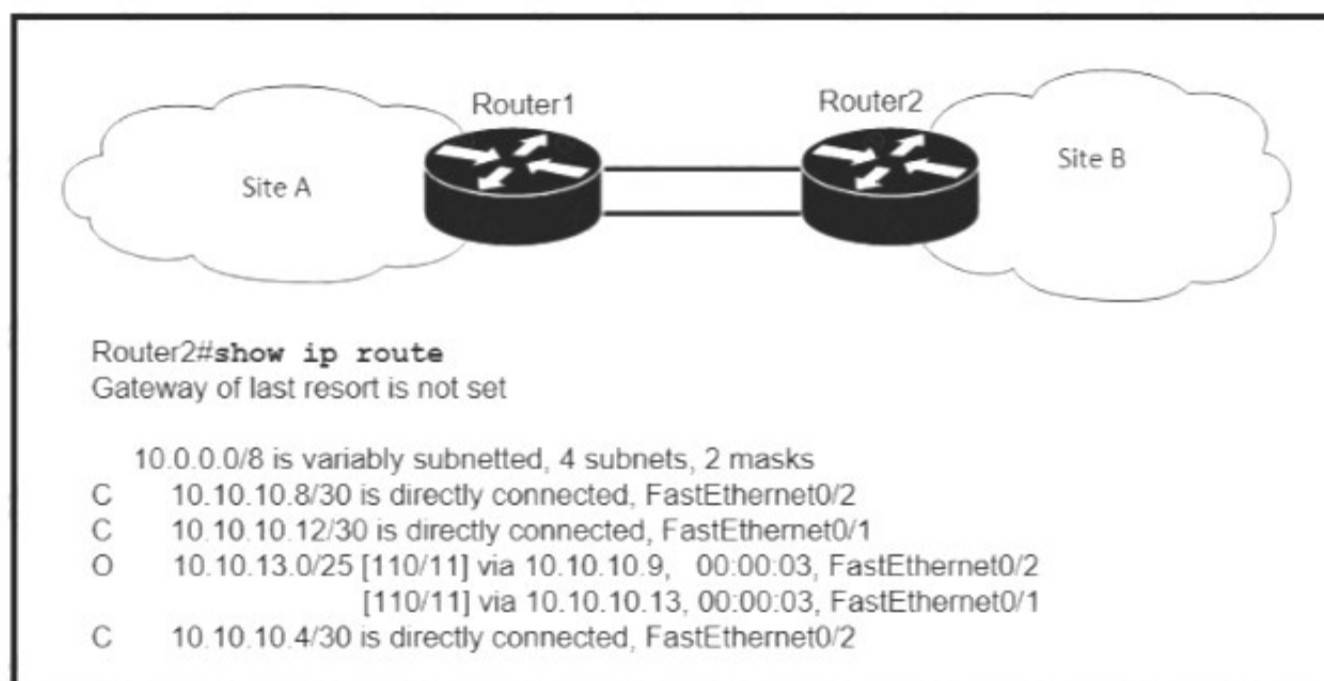 Router1
Router2
Site A
Site B
Router2#show ip route
Gateway of last resort is not set
10.0.0.0/8 is variably subnetted, 4 subnets, 2 masks
C 10.10.10.8/30 is directly connected, FastEthernet0/2
C 10.10.10.12/30 is directly connected, FastEthernet0/1
O 10.10.13.0/25 [110/11] via 10.10.10.9, 00:00:03, FastEthernet0/2
[110/11] via 10.10.10.13, 00:00:03, FastEthernet0/1
C 10.10.10.4/30 is directly connected, FastEthernet0/2